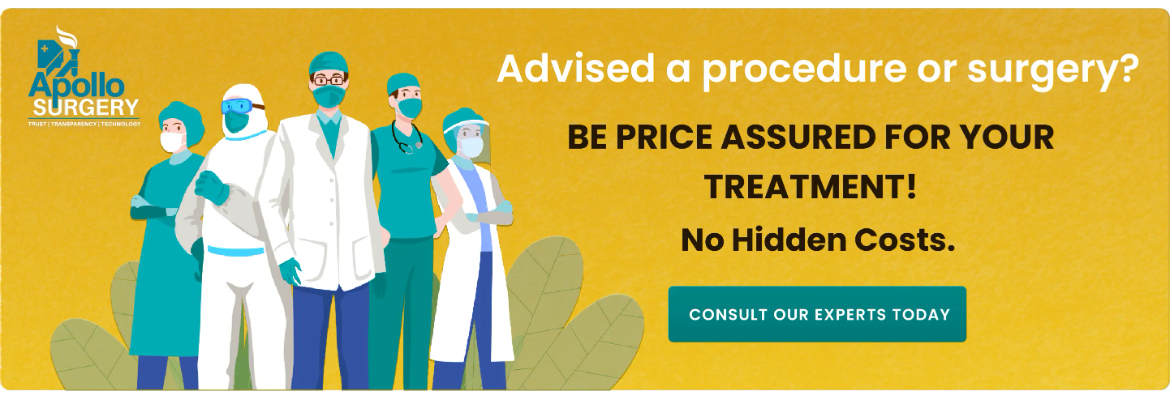 Apollo
SURGERY
TRUST | TRANSPARENCY | TECHNOLOGY
Advised a procedure or surgery?
BE PRICE ASSURED FOR YOUR
TREATMENT!
No Hidden Costs.
CONSULT OUR EXPERTS TODAY